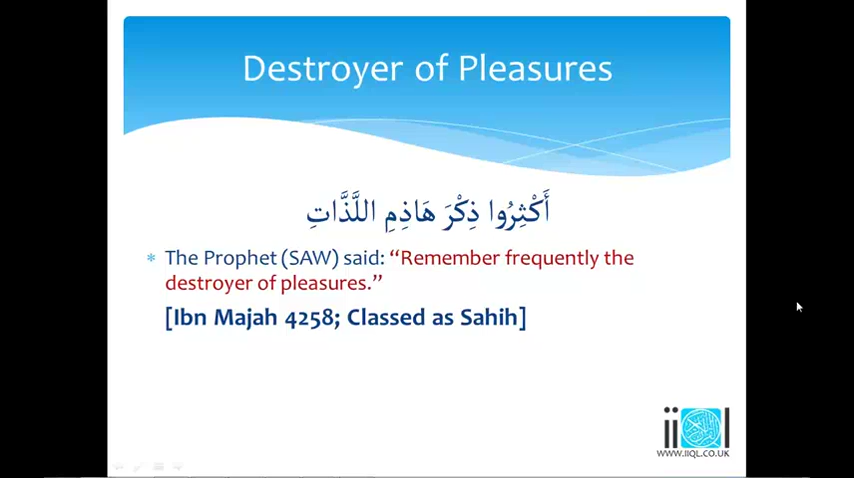 Destroyer of Pleasures
أَكْثِرُوا ذِكْرَ هَاذِمِ اللَّذَّاتِ
* The Prophet (SAW) said: “Remember frequently the
destroyer of pleasures.”
[Ibn Majah 4258; Classed as Sahih]
iiQl
WWW.IIQL.CO.UK